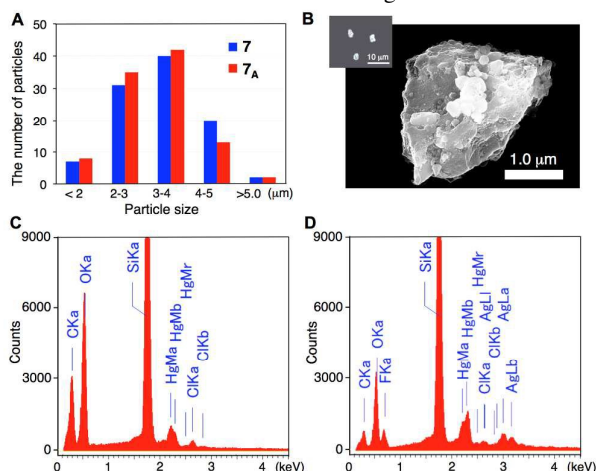 A
The number of particles
50
40
30
20
10
0
7
7A
< 2
2-3
3-4
4-5
>5.0 (μm)
Particle size
B
10 μm
1.0 μm
C
9000
6000
3000
0
Counts
CKa
OKa
SiKa
HgMa
HgMb
HgMr
ClKa
ClKb
0
1
2
3
4 (keV)
D
9000
6000
3000
0
Counts
CKa
OKa
FKa
SiKa
HgMa
HgMb
HgMr
ClKa
AgLl
ClKb
AgLa
AgLb
0
1
2
3
4 (keV)